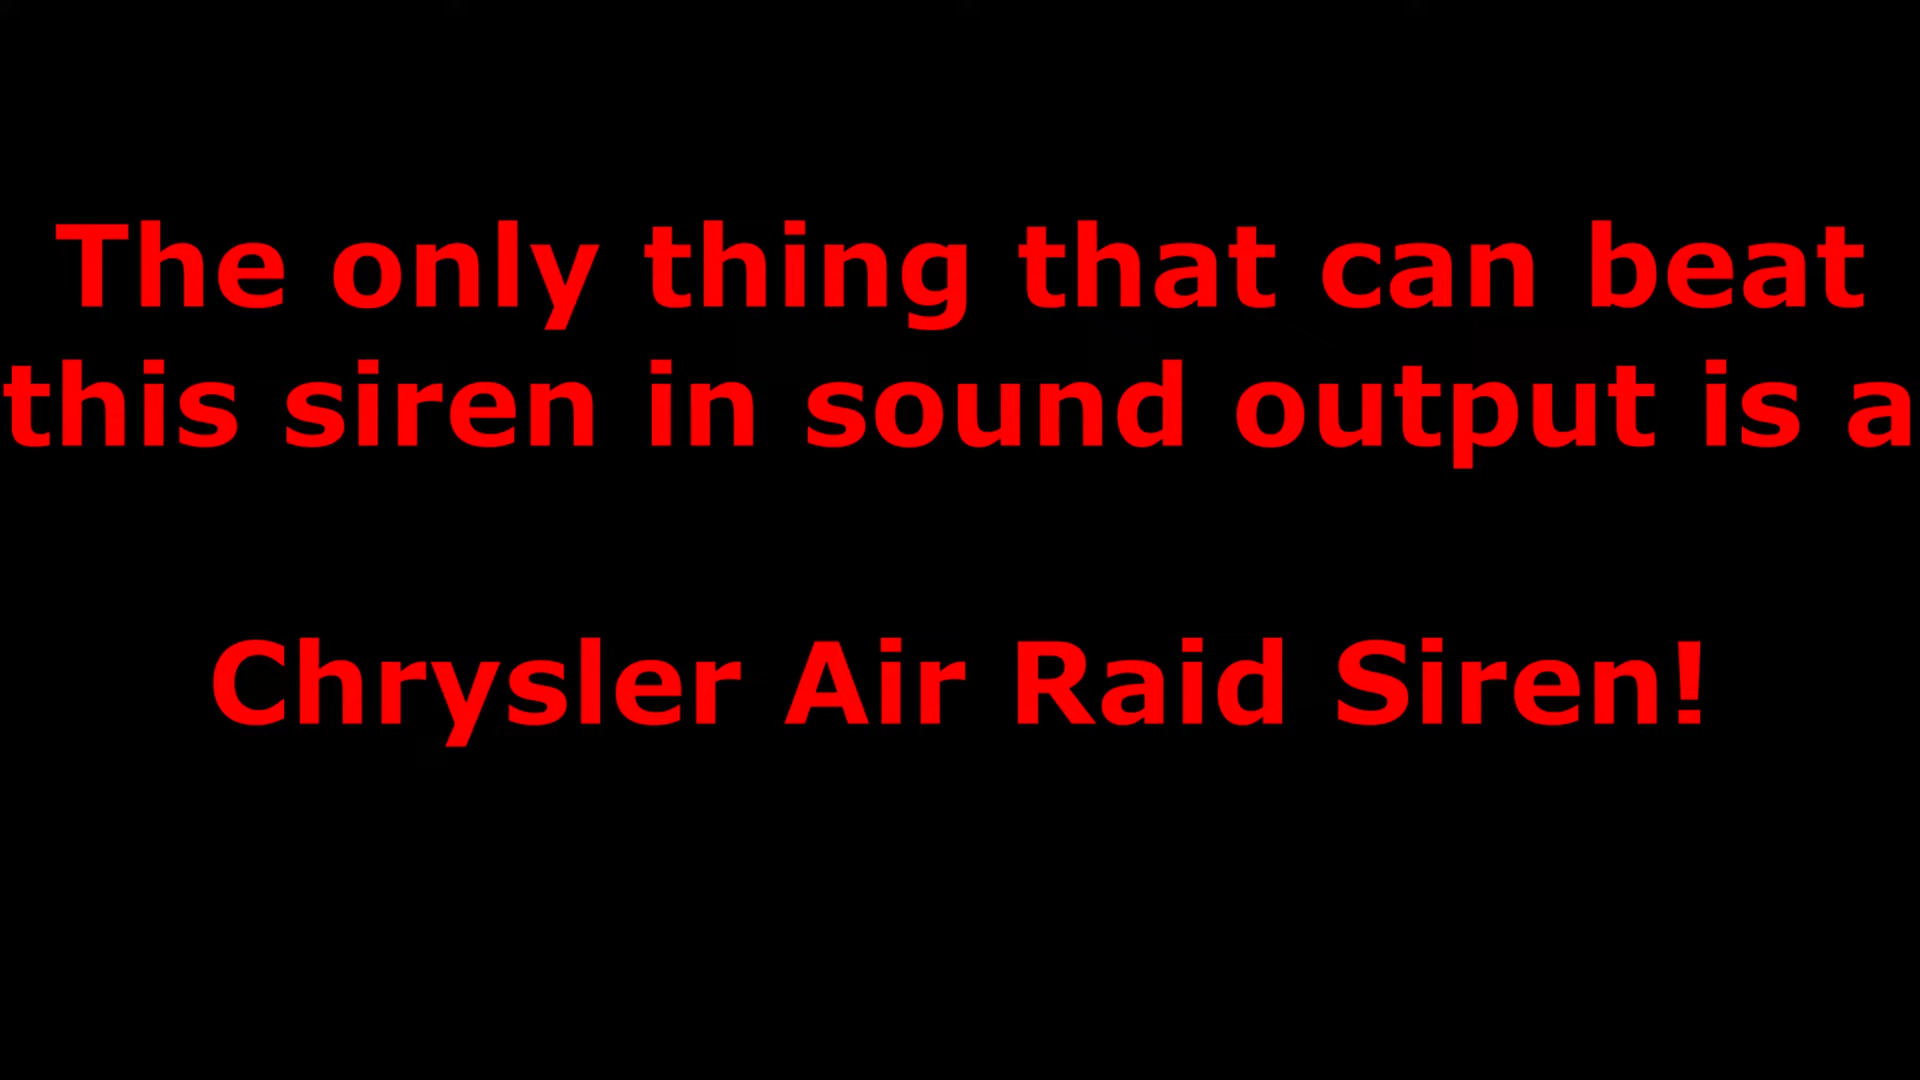 The only thing that can beat
this siren in sound output is a
Chrysler Air Raid Siren!